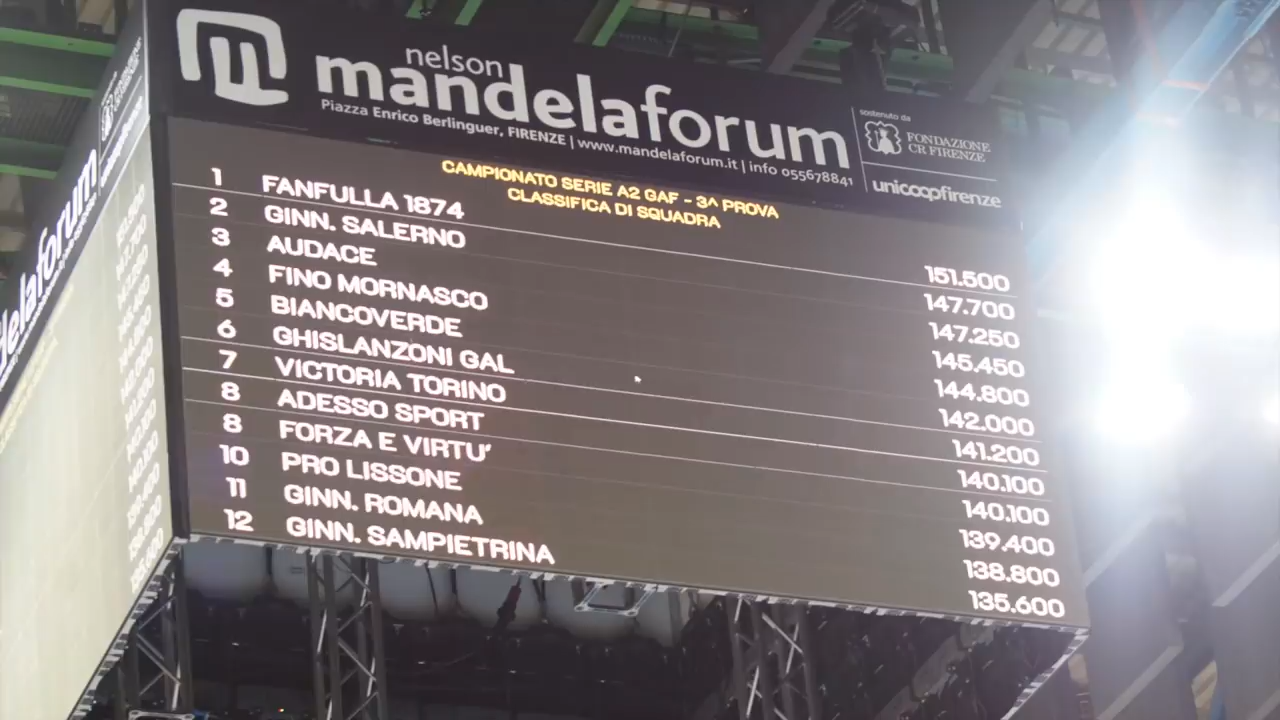 nelson
mandelaforum
Piazza Enrico Berlinguer, FIRENZE | www.mandelaforum.it | info 055678841
sostenuto da
FONDAZIONE
CR FIRENZE
unicoopfirenze
CAMPIONATO SERIE A2 GAF - 3^ PROVA
CLASSIFICA DI SQUADRA
1 FANFULLA 1874 151.500
2 GINN. SALERNO 147.700
3 AUDACE 147.250
4 FINO MORNASCO 145.450
5 BIANCOVERDE 144.800
6 GHISLANZONI GAL 142.000
7 VICTORIA TORINO 141.200
8 ADESSO SPORT 140.100
8 FORZA E VIRTU' 140.100
10 PRO LISSONE 139.400
11 GINN. ROMANA 138.800
12 GINN. SAMPIETRINA 135.600
delaforum